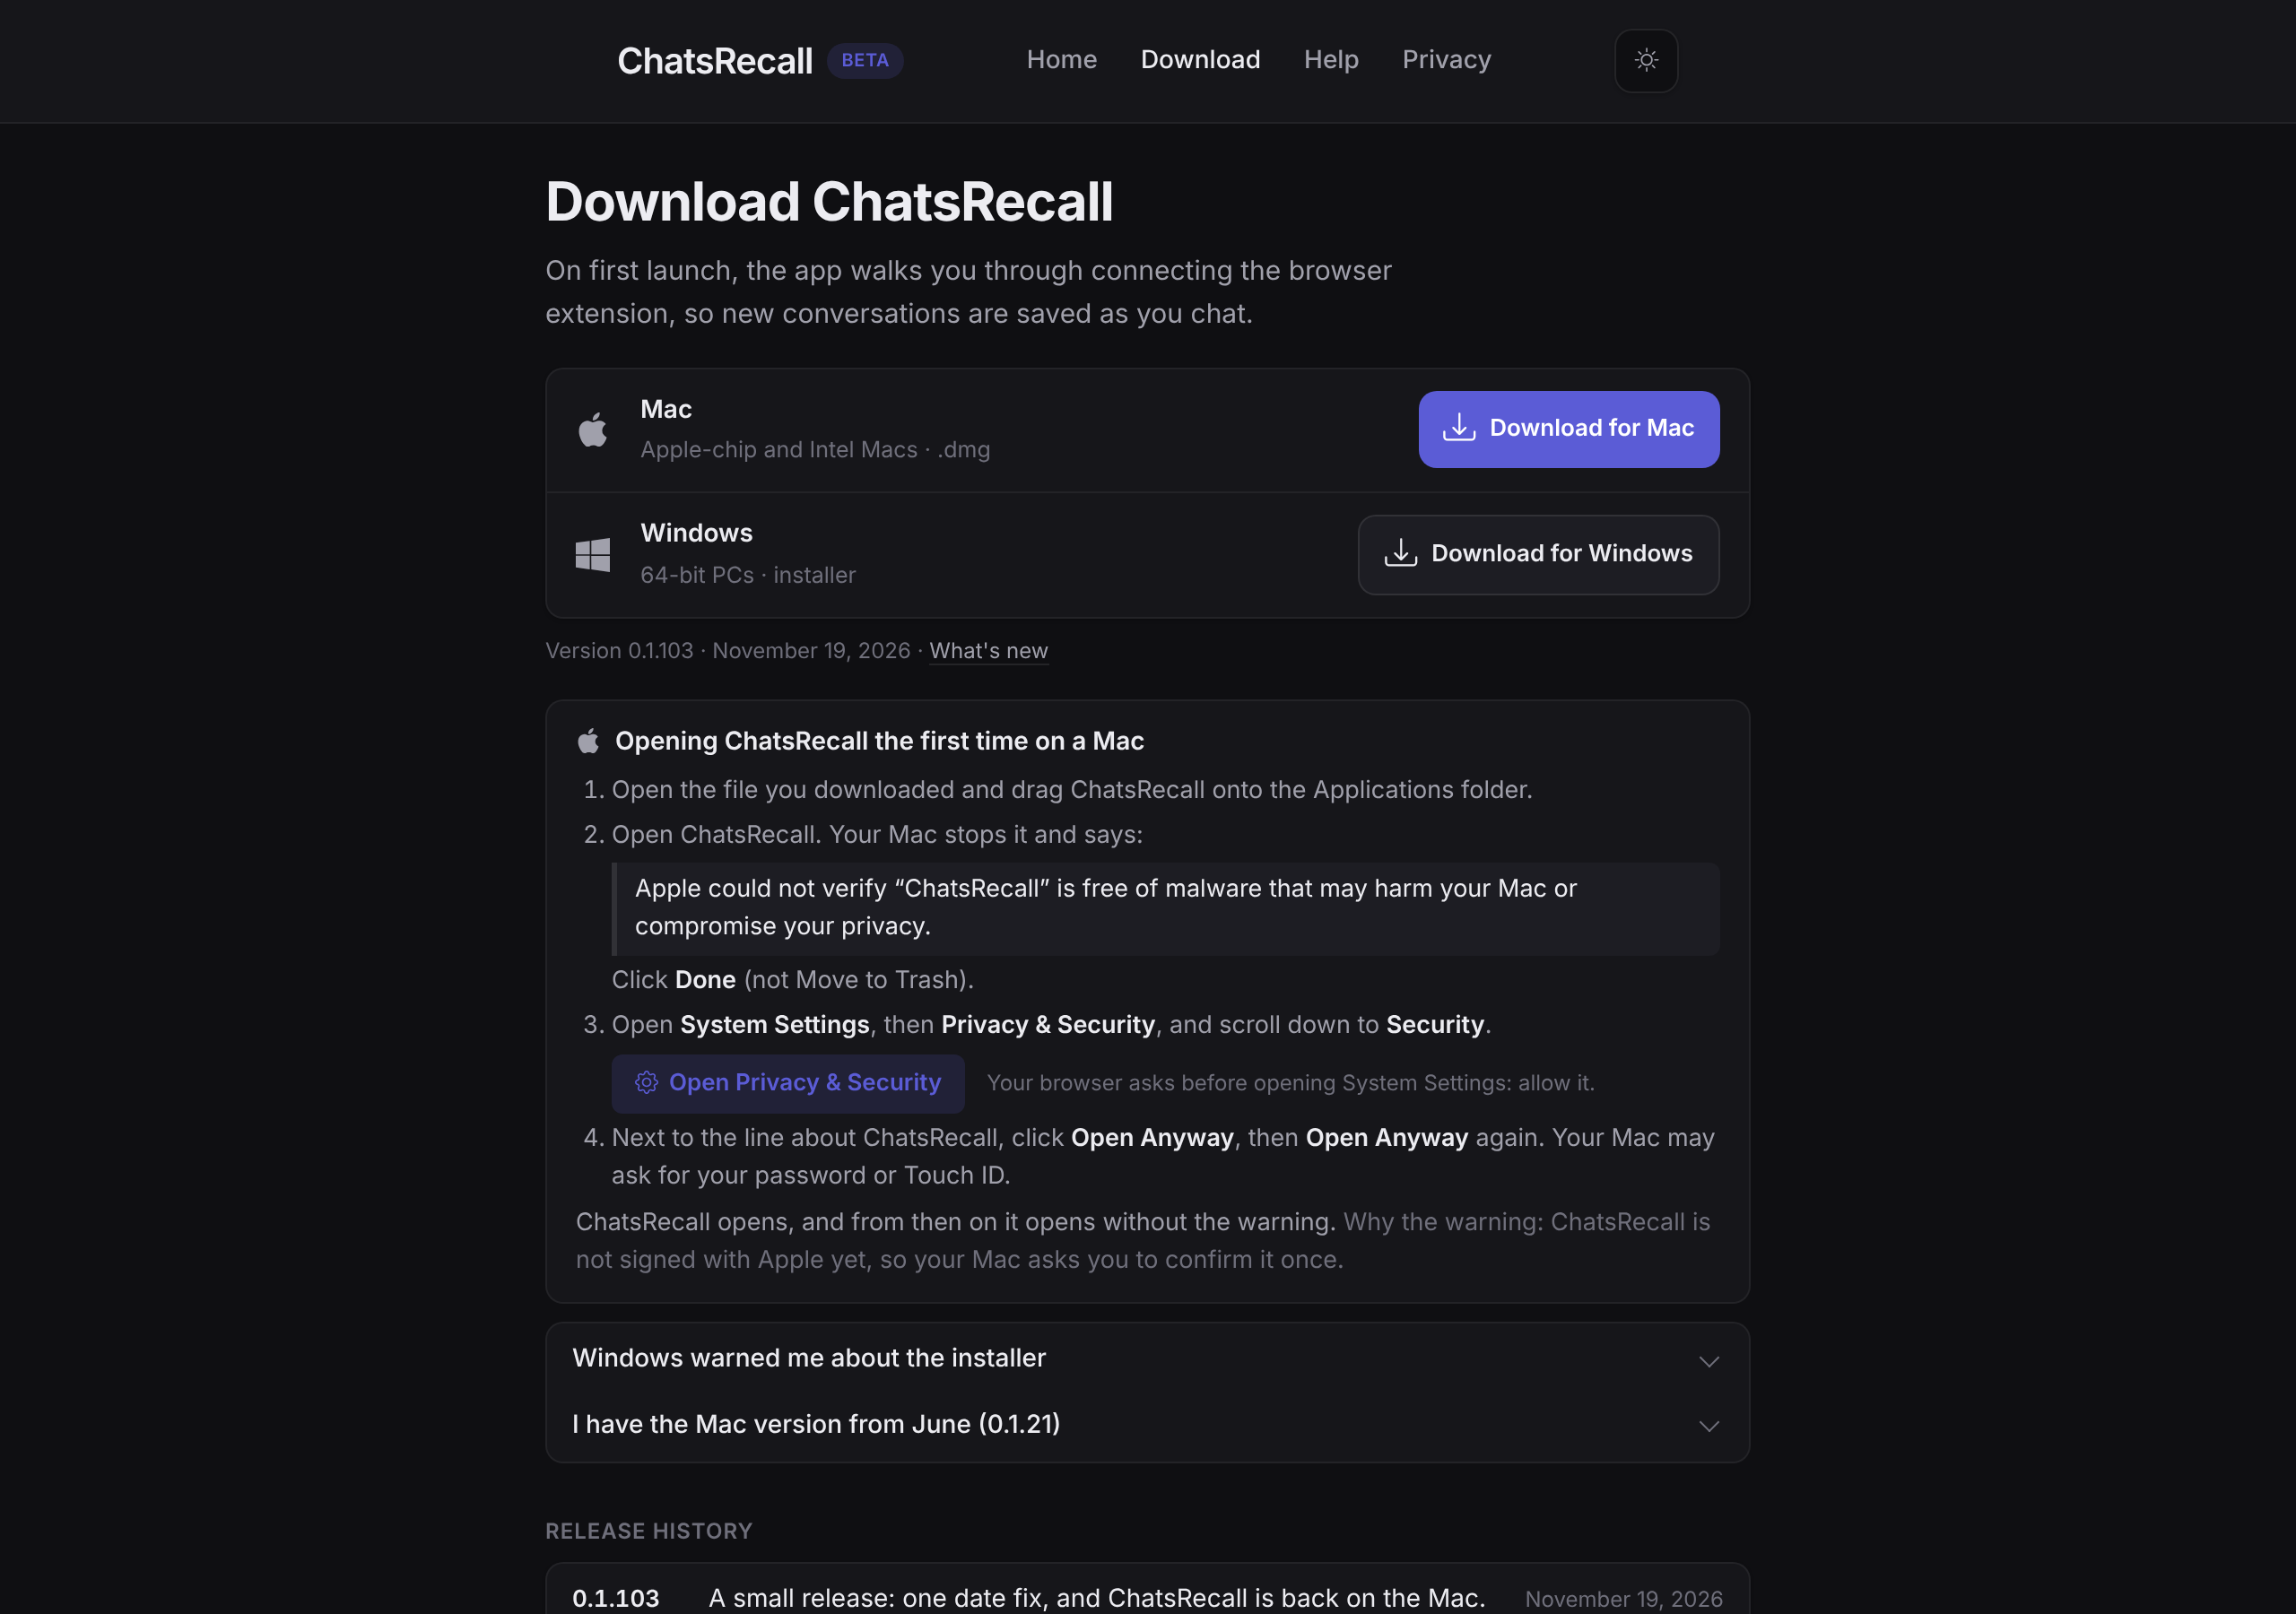 ChatsRecall BETA Home Download Help Privacy
Download ChatsRecall
On first launch, the app walks you through connecting the browser
extension, so new conversations are saved as you chat.
Mac
Apple-chip and Intel Macs · .dmg
Download for Mac
Windows
64-bit PCs · installer
Download for Windows
Version 0.1.103 · November 19, 2026 · What's new
Opening ChatsRecall the first time on a Mac
1. Open the file you downloaded and drag ChatsRecall onto the Applications folder.
2. Open ChatsRecall. Your Mac stops it and says:
Apple could not verify “ChatsRecall” is free of malware that may harm your Mac or
compromise your privacy.
Click Done (not Move to Trash).
3. Open System Settings, then Privacy & Security, and scroll down to Security.
Open Privacy & Security Your browser asks before opening System Settings: allow it.
4. Next to the line about ChatsRecall, click Open Anyway, then Open Anyway again. Your Mac may
ask for your password or Touch ID.
ChatsRecall opens, and from then on it opens without the warning. Why the warning: ChatsRecall is
not signed with Apple yet, so your Mac asks you to confirm it once.
Windows warned me about the installer
I have the Mac version from June (0.1.21)
RELEASE HISTORY
0.1.103 A small release: one date fix, and ChatsRecall is back on the Mac. November 19, 2026